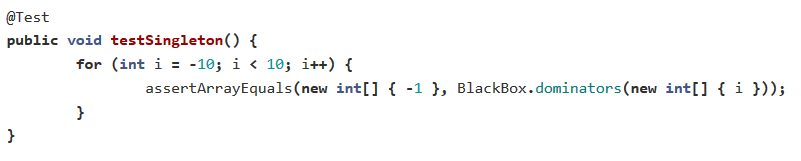 @Test
public void testSingleton() {
        for (int i = -10; i < 10; i++) {
                assertArrayEquals(new int[] { -1 }, BlackBox.dominators(new int[] { i }));
        }
}